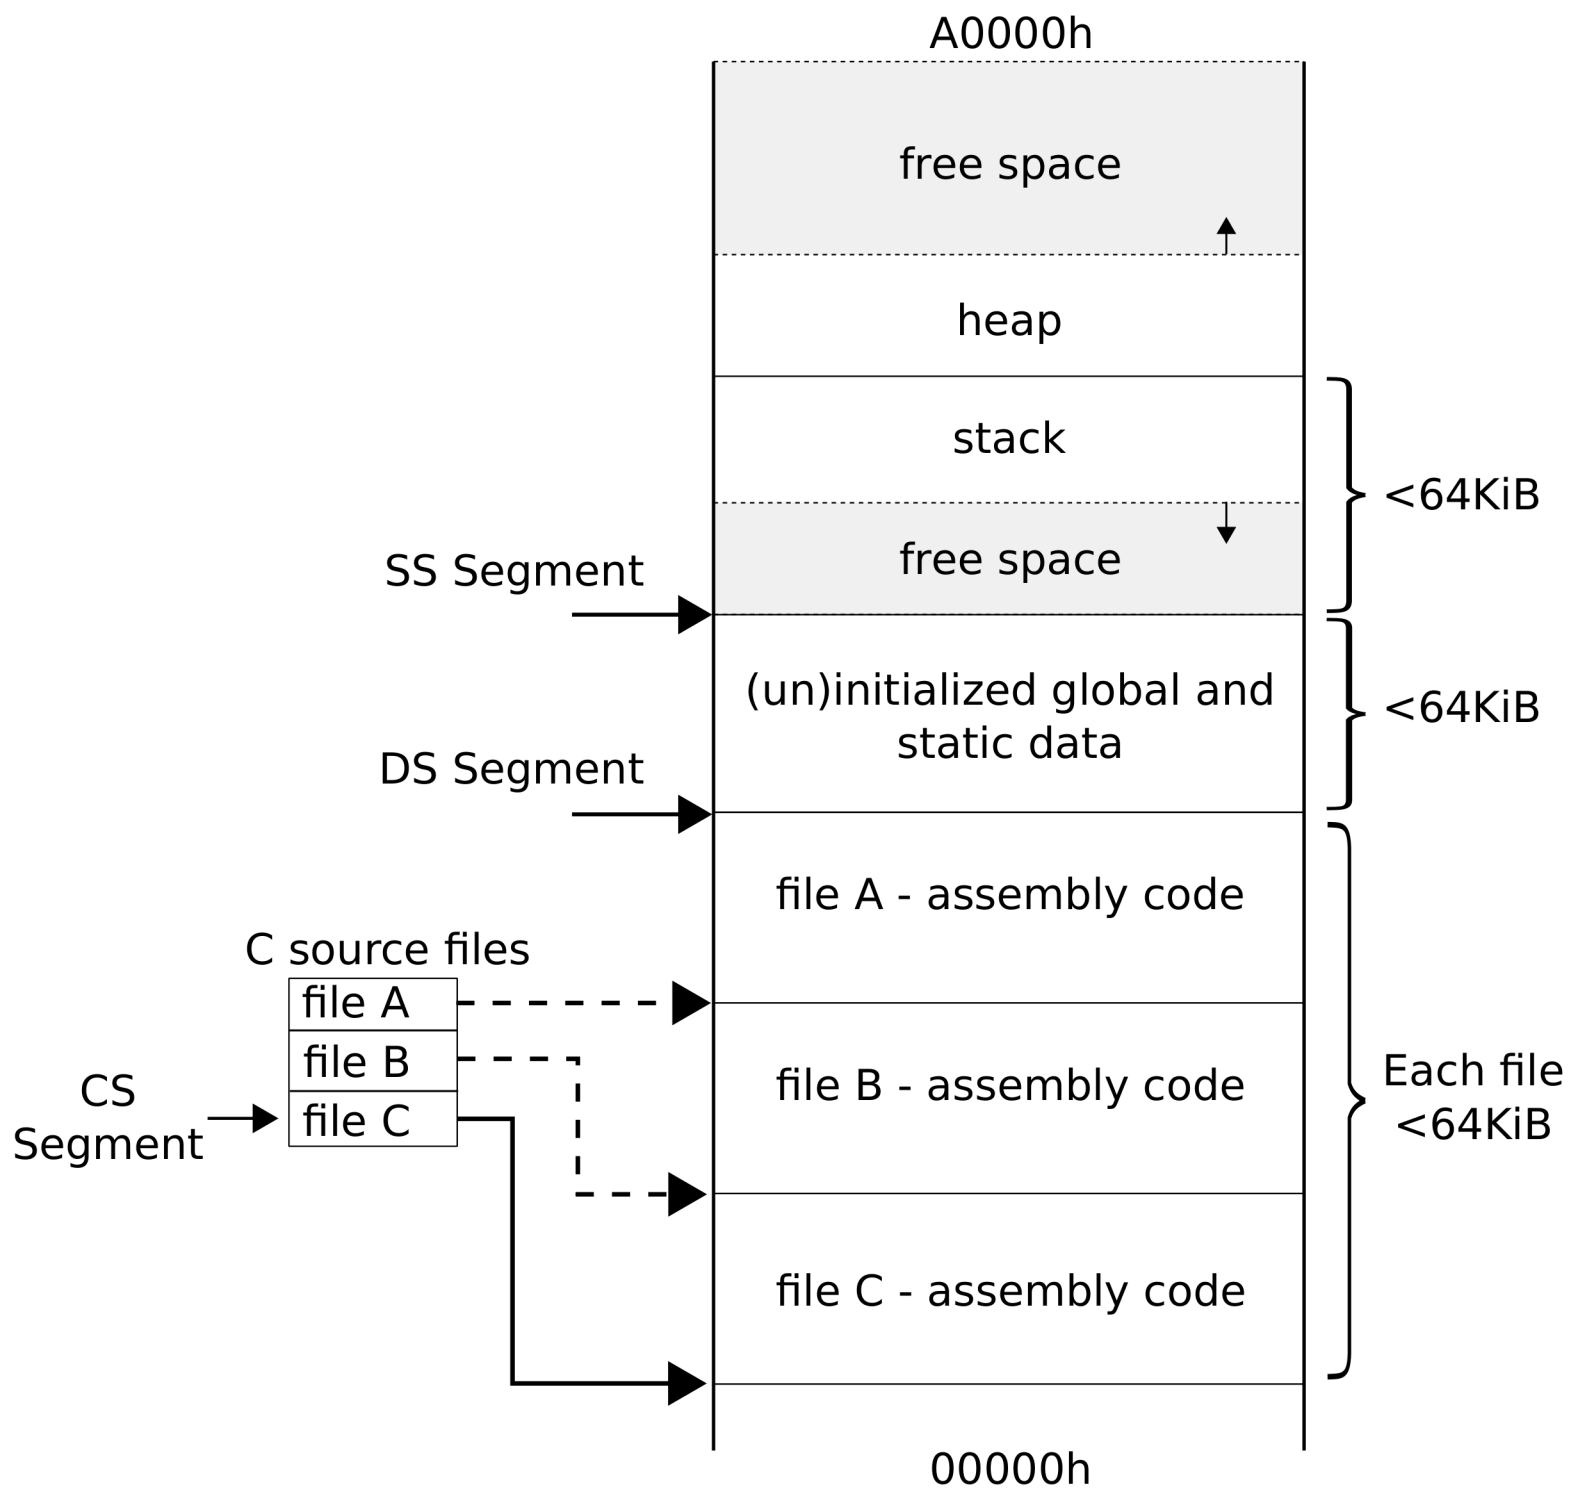 A0000h
free space
heap
stack
<64KiB
free space
SS Segment
(un)initialized global and
static data
<64KiB
DS Segment
file A - assembly code
C source files
file A
file B
file C
CS
Segment
file B - assembly code
Each file
<64KiB
file C - assembly code
00000h